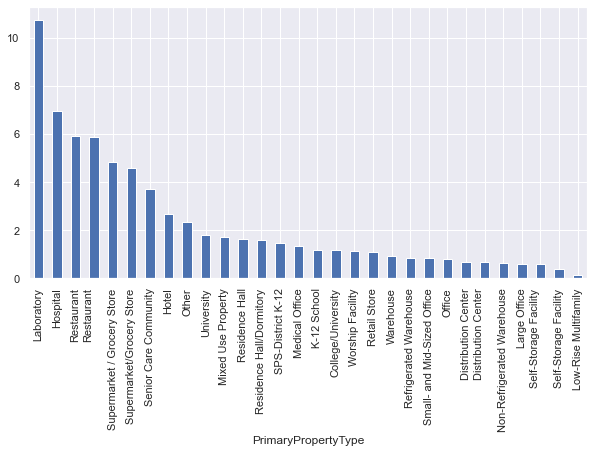 10
8
6
4
2
0
Laboratory
Hospital
Restaurant
Restaurant
Supermarket / Grocery Store
Supermarket/Grocery Store
Senior Care Community
Hotel
Other
University
Mixed Use Property
Residence Hall
Residence Hall/Dormitory
SPS-District K-12
Medical Office
K-12 School
College/University
Worship Facility
Retail Store
Warehouse
Refrigerated Warehouse
Small- and Mid-Sized Office
Office
Distribution Center
Distribution Center
Non-Refrigerated Warehouse
Large Office
Self-Storage Facility
Self-Storage Facility
Low-Rise Multifamily
PrimaryPropertyType